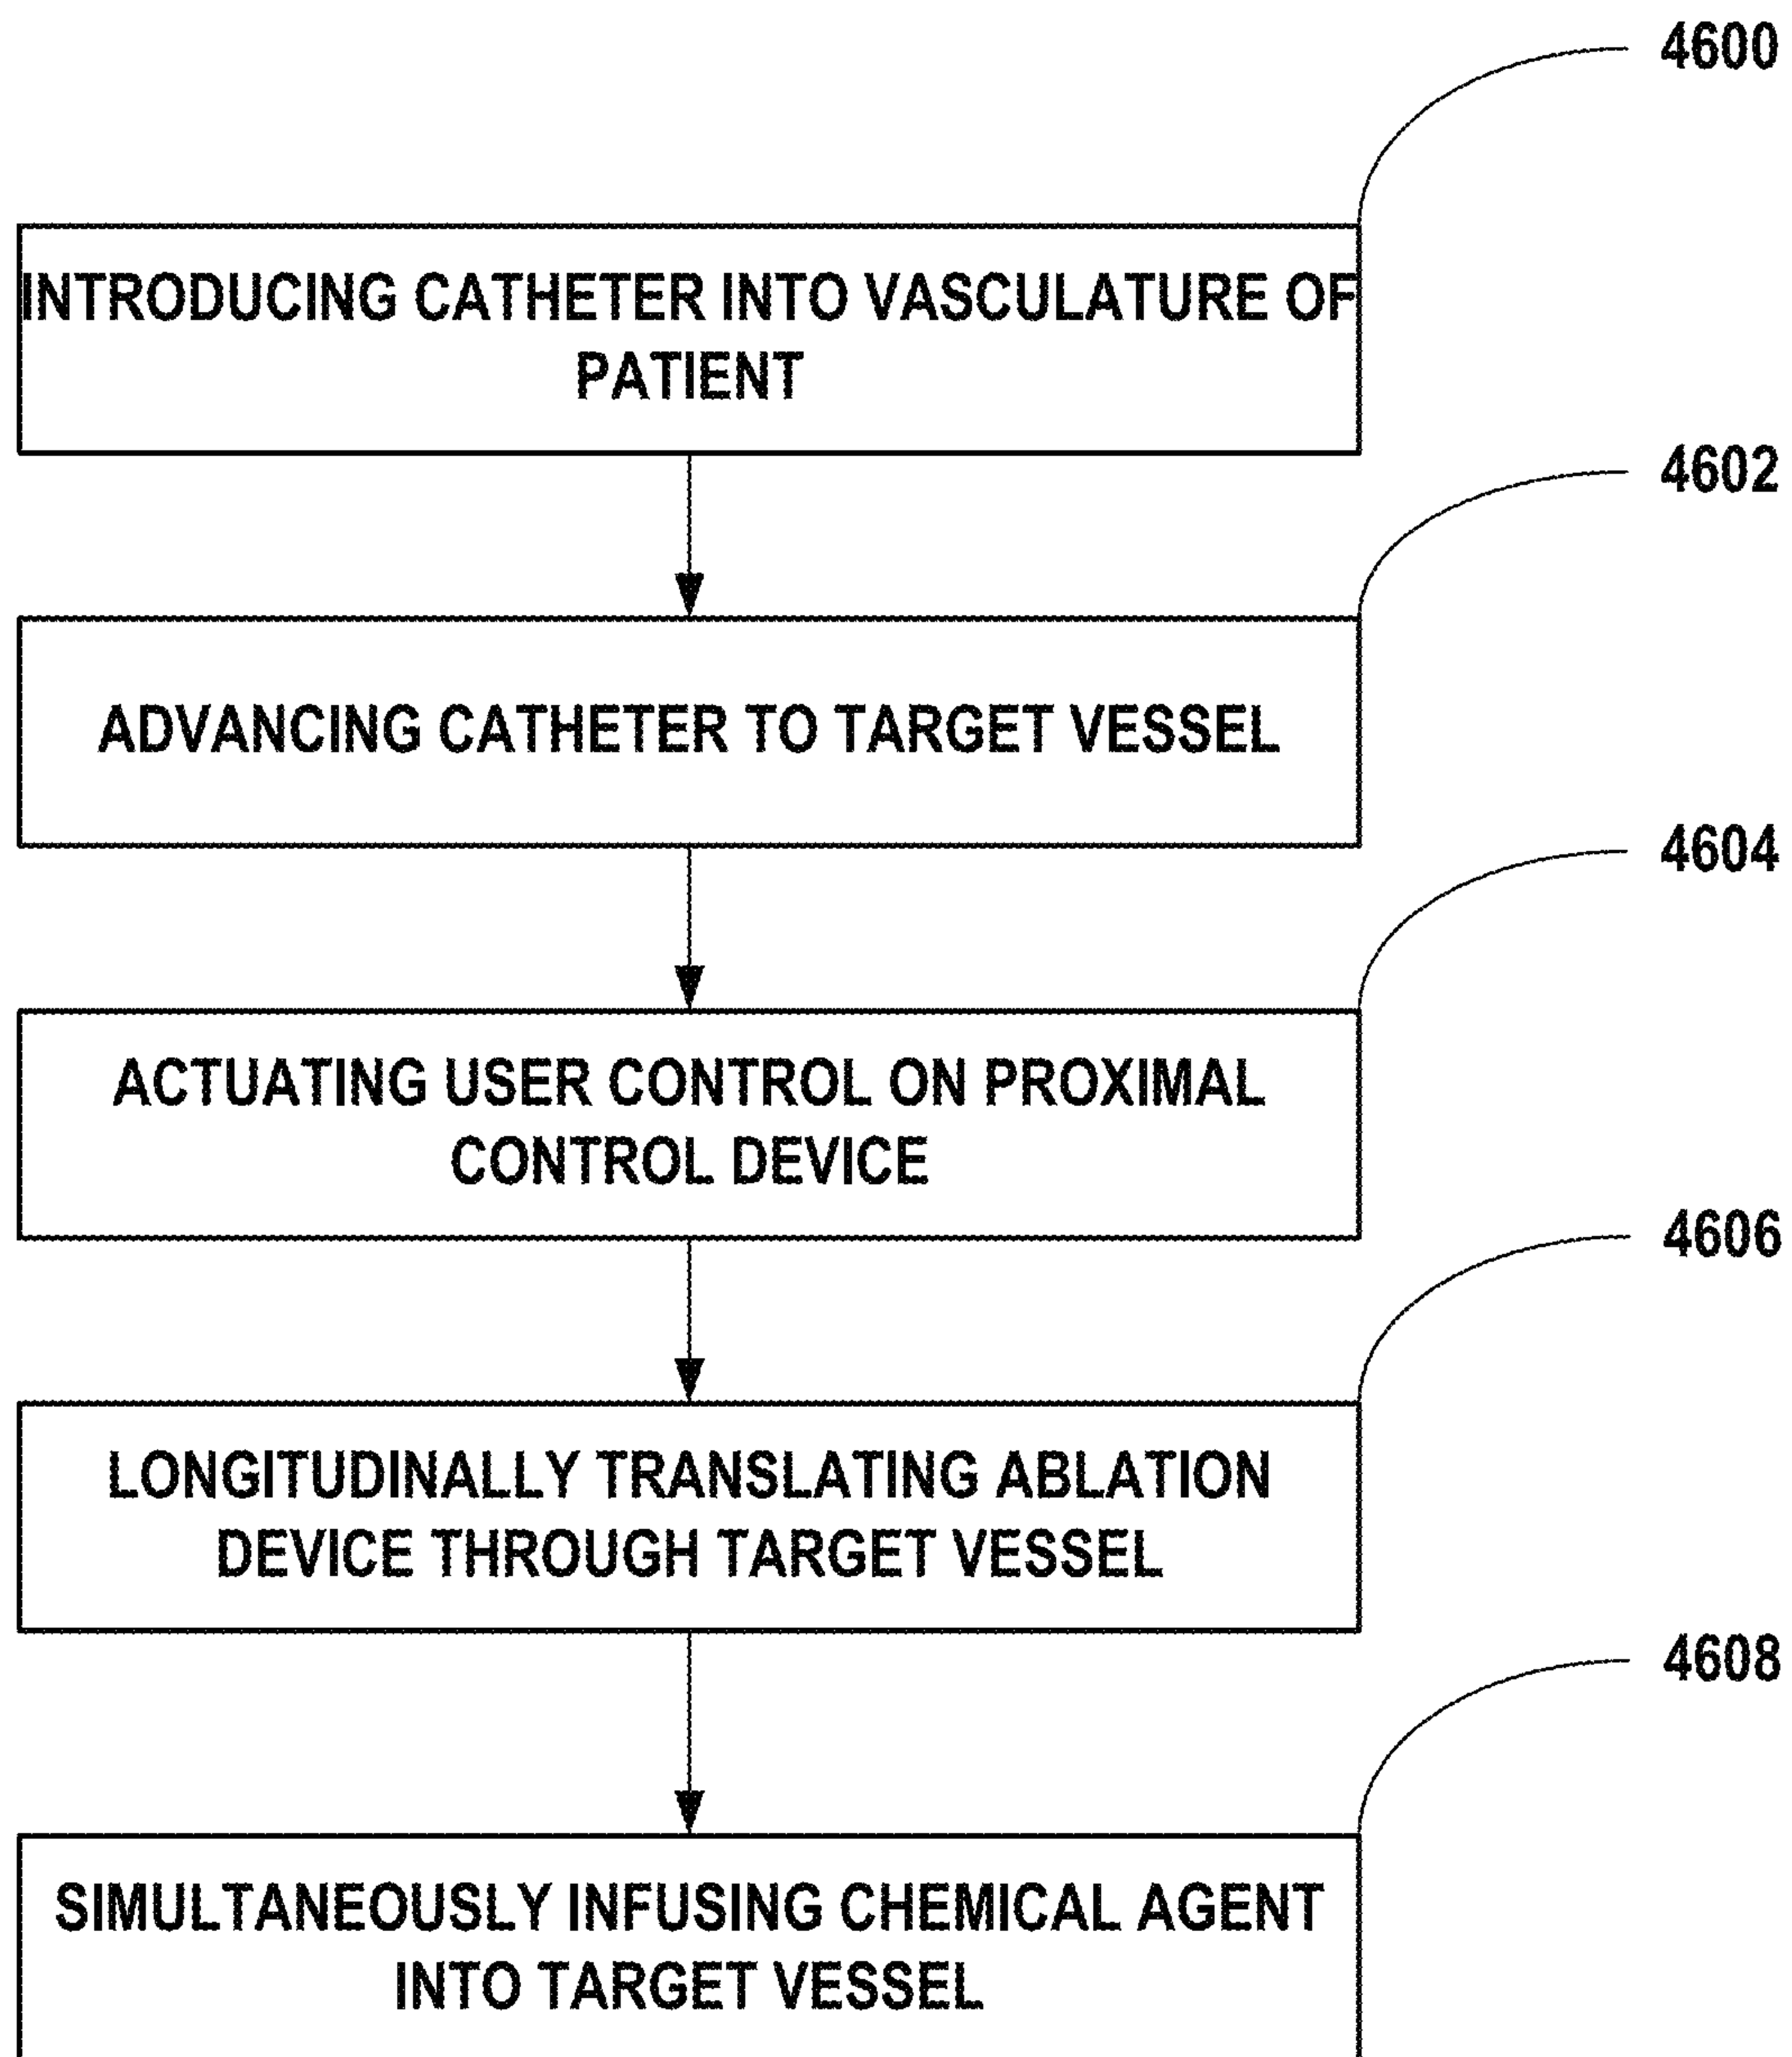 4600
INTRODUCING CATHETER INTO VASCULATURE OF
PATIENT
4602
ADVANCING CATHETER TO TARGET VESSEL
4604
ACTUATING USER CONTROL ON PROXIMAL
CONTROL DEVICE
4606
LONGITUDINALLY TRANSLATING ABLATION
DEVICE THROUGH TARGET VESSEL
4608
SIMULTANEOUSLY INFUSING CHEMICAL AGENT
INTO TARGET VESSEL